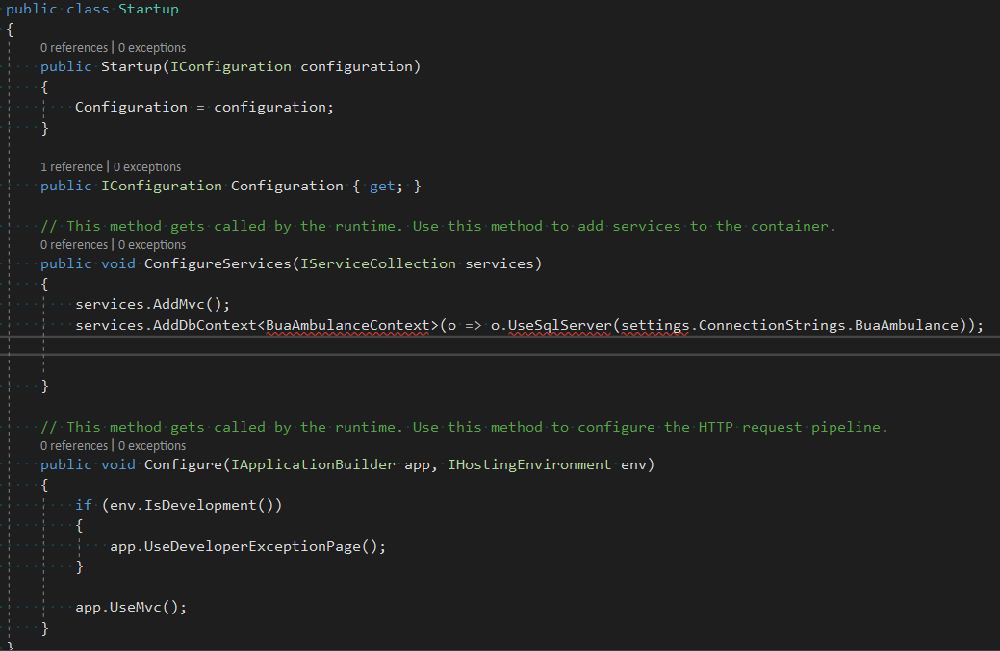 public class Startup
{
0 references | 0 exceptions
public Startup(IConfiguration configuration)
{
Configuration = configuration;
}
1 reference | 0 exceptions
public IConfiguration Configuration { get; }
// This method gets called by the runtime. Use this method to add services to the container.
0 references | 0 exceptions
public void ConfigureServices(IServiceCollection services)
{
services.AddMvc();
services.AddDbContext<BuaAmbulanceContext>(o => o.UseSqlServer(settings.ConnectionStrings.BuaAmbulance));
}
// This method gets called by the runtime. Use this method to configure the HTTP request pipeline.
0 references | 0 exceptions
public void Configure(IApplicationBuilder app, IHostingEnvironment env)
{
if (env.IsDevelopment())
{
app.UseDeveloperExceptionPage();
}
app.UseMvc();
}
}